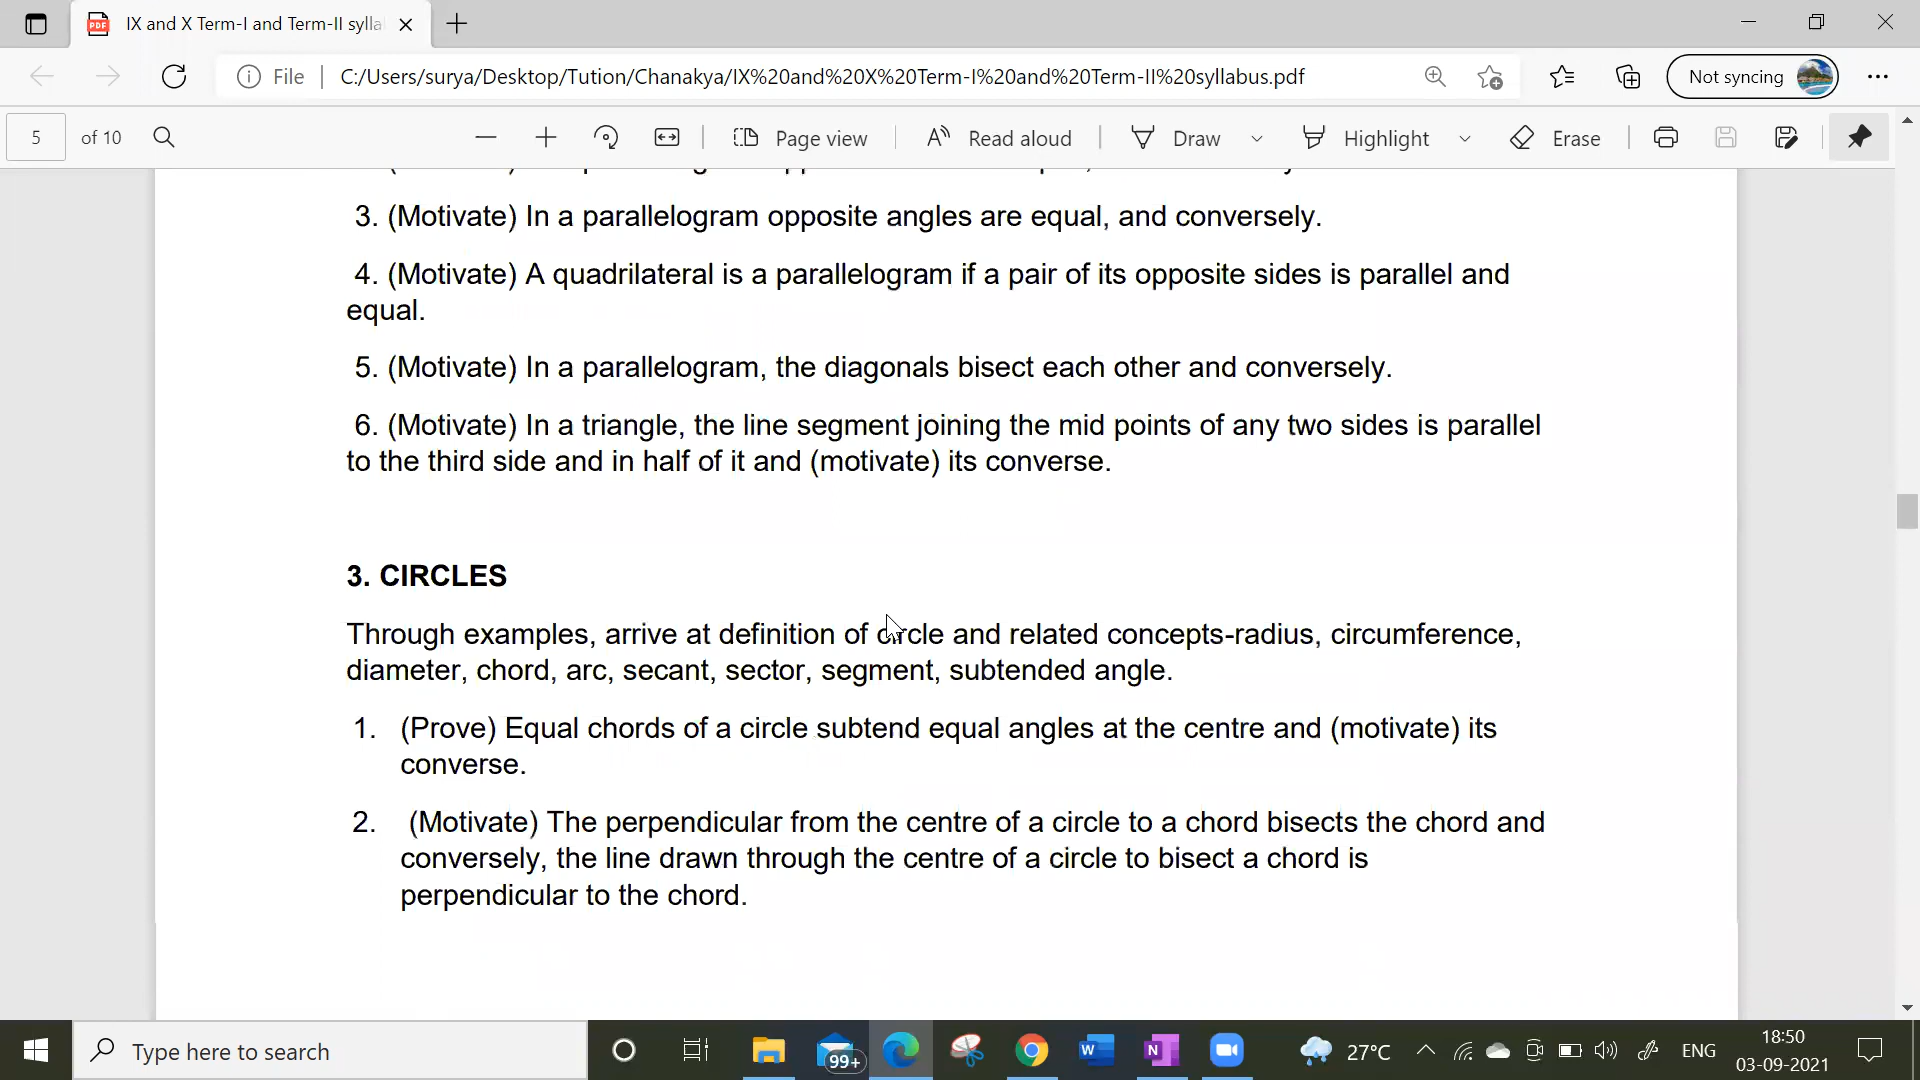 IX and X Term-I and Term-II sylla
File
C:/Users/surya/Desktop/Tution/Chanakya/IX%20and%20X%20Term-I%20and%20Term-II%20syllabus.pdf
Not syncing
5 of 10
Page view
Read aloud
Draw
Highlight
Erase
3. (Motivate) In a parallelogram opposite angles are equal, and conversely.
4. (Motivate) A quadrilateral is a parallelogram if a pair of its opposite sides is parallel and
equal.
5. (Motivate) In a parallelogram, the diagonals bisect each other and conversely.
6. (Motivate) In a triangle, the line segment joining the mid points of any two sides is parallel
to the third side and in half of it and (motivate) its converse.
3. CIRCLES
Through examples, arrive at definition of circle and related concepts-radius, circumference,
diameter, chord, arc, secant, sector, segment, subtended angle.
1. (Prove) Equal chords of a circle subtend equal angles at the centre and (motivate) its
converse.
2. (Motivate) The perpendicular from the centre of a circle to a chord bisects the chord and
conversely, the line drawn through the centre of a circle to bisect a chord is
perpendicular to the chord.
Type here to search
99+
27°C
ENG
18:50
03-09-2021